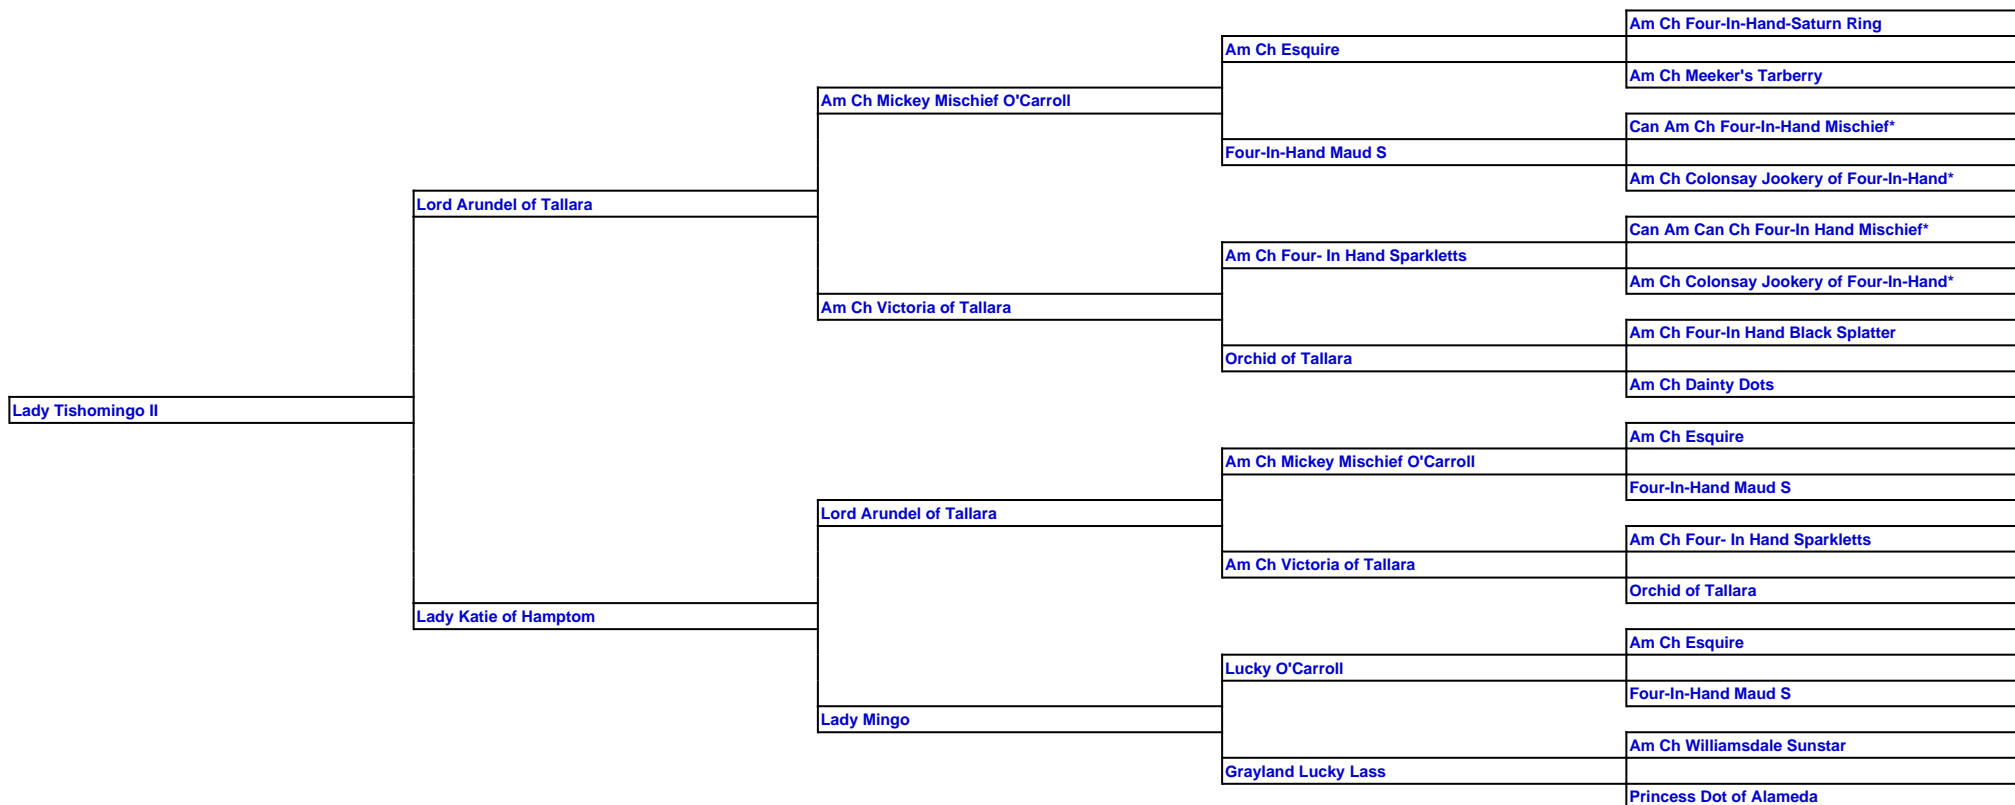 Am Ch Four-In-Hand-Saturn Ring
Am Ch Esquire
Am Ch Meeker's Tarberry
Am Ch Mickey Mischief O'Carroll
Can Am Ch Four-In-Hand Mischief*
Four-In-Hand Maud S
Am Ch Colonsay Jookery of Four-In-Hand*
Lord Arundel of Tallara
Can Am Can Ch Four-In Hand Mischief*
Am Ch Four- In Hand Sparkletts
Am Ch Colonsay Jookery of Four-In-Hand*
Am Ch Victoria of Tallara
Am Ch Four-In Hand Black Splatter
Orchid of Tallara
Am Ch Dainty Dots
Lady Tishomingo II
Am Ch Esquire
Am Ch Mickey Mischief O'Carroll
Four-In-Hand Maud S
Lord Arundel of Tallara
Am Ch Four- In Hand Sparkletts
Am Ch Victoria of Tallara
Orchid of Tallara
Lady Katie of Hamptom
Am Ch Esquire
Lucky O'Carroll
Four-In-Hand Maud S
Lady Mingo
Am Ch Williamsdale Sunstar
Grayland Lucky Lass
Princess Dot of Alameda